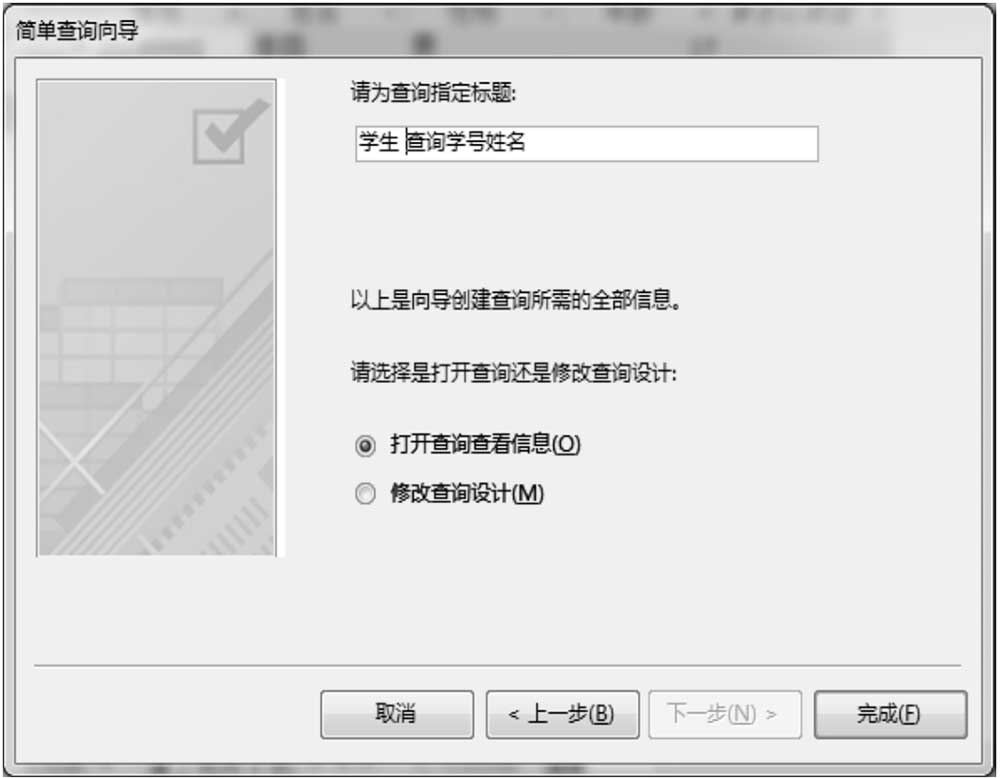 简单查询向导
请为查询指定标题:
学生 查询学号姓名
以上是向导创建查询所需的全部信息。
请选择是打开查询还是修改查询设计:
打开查询查看信息(O)
修改查询设计(M)
取消
< 上一步(B)
下一步(N) >
完成(F)